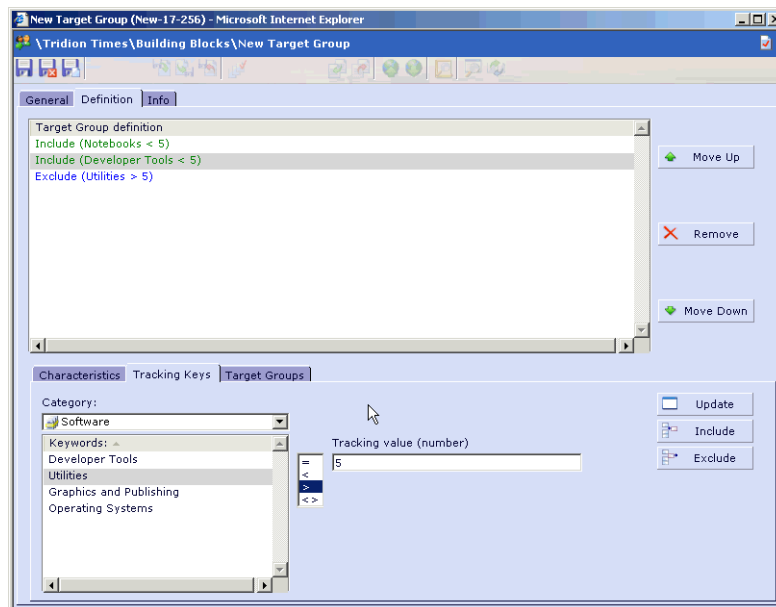 New Target Group (New-17-256) - Microsoft Internet Explorer
\Tridion Times\Building Blocks\New Target Group
General Definition Info
Target Group definition
Include (Notebooks < 5)
Include (Developer Tools < 5)
Exclude (Utilities > 5)
Move Up
Remove
Move Down
Characteristics Tracking Keys Target Groups
Category:
Software
Keywords:
Developer Tools
Utilities
Graphics and Publishing
Operating Systems
=
<
>
<>
Tracking value (number)
5
Update
Include
Exclude